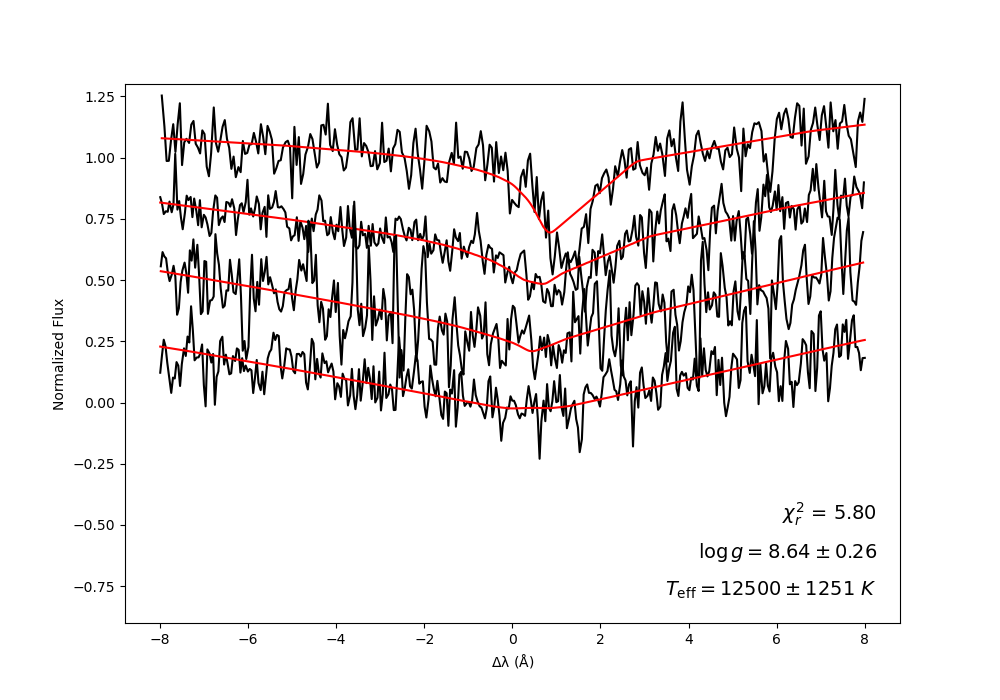 1.25
1.00
0.75
0.50
0.25
0.00
−0.25
−0.50
−0.75
Normalized Flux
χ²ᵣ = 5.80
log g = 8.64 ± 0.26
T_eff = 12500 ± 1251 K
−8 −6 −4 −2 0 2 4 6 8
Δλ (Å)